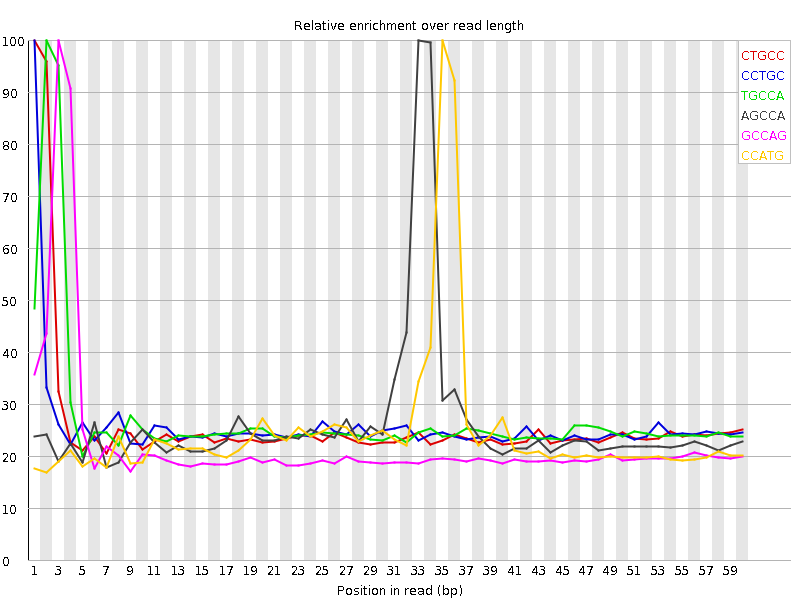 Relative enrichment over read length
100
90
80
70
60
50
40
30
20
10
0
CTGCC
CCTGC
TGCCA
AGCCA
GCCAG
CCATG
1 3 5 7 9 11 13 15 17 19 21 23 25 27 29 31 33 35 37 39 41 43 45 47 49 51 53 55 57 59
Position in read (bp)